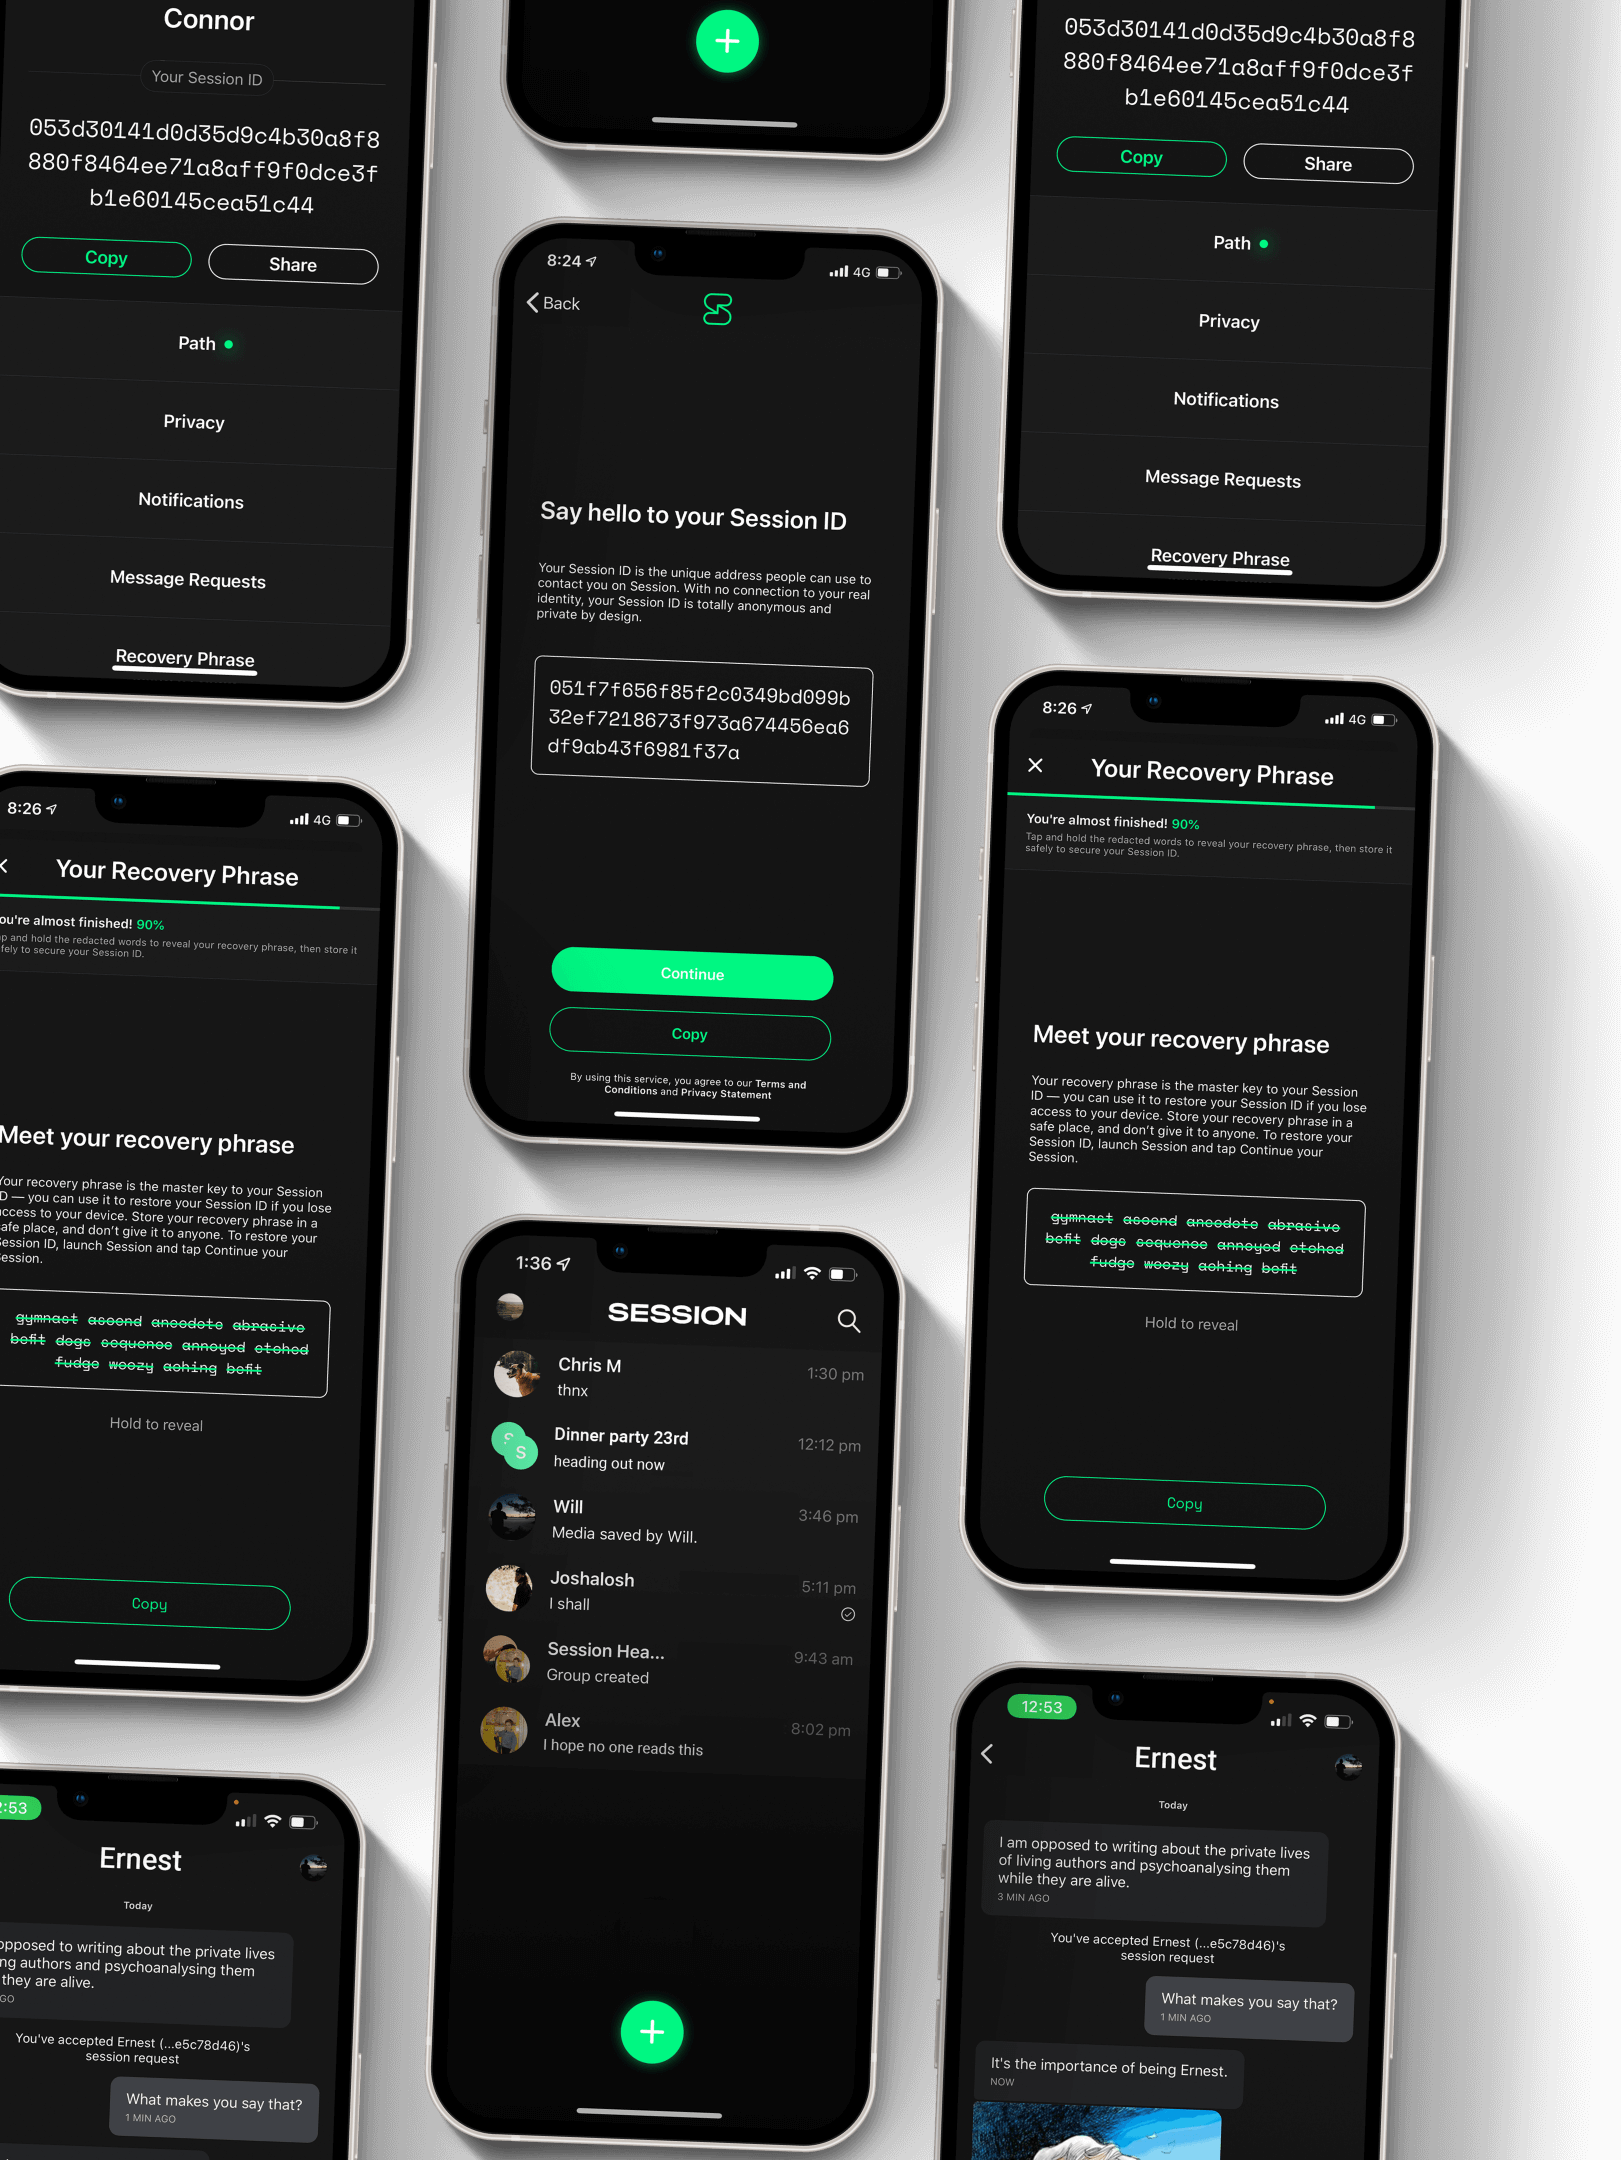 Connor
Your Session ID
053d30141d0d35d9c4b30a8f8
880f8464ee71a8aff9f0dce3f
b1e60145cea51c44
Copy
Share
Path
Privacy
Notifications
Message Requests
Recovery Phrase
053d30141d0d35d9c4b30a8f8
880f8464ee71a8aff9f0dce3f
b1e60145cea51c44
Copy
Share
Path
Privacy
Notifications
Message Requests
Recovery Phrase
8:24
4G
Back
Say hello to your Session ID
Your Session ID is the unique address people can use to
contact you on Session. With no connection to your real
identity, your Session ID is totally anonymous and
private by design.
051f7f656f85f2c0349bd099b
32ef7218673f973a674456ea6
df9ab43f6981f37a
Continue
Copy
By using this service, you agree to our Terms and
Conditions and Privacy Statement
8:26
4G
Your Recovery Phrase
ou're almost finished! 90%
p and hold the redacted words to reveal your recovery phrase, then store it
fely to secure your Session ID.
Meet your recovery phrase
Your recovery phrase is the master key to your Session
D — you can use it to restore your Session ID if you lose
access to your device. Store your recovery phrase in a
safe place, and don't give it to anyone. To restore your
Session ID, launch Session and tap Continue your
Session.
gymnast ascend anecdote abrasive
befit dogs sequence annoyed etched
fudge woozy aching befit
Hold to reveal
Copy
8:26
4G
Your Recovery Phrase
You're almost finished! 90%
Tap and hold the redacted words to reveal your recovery phrase, then store it
safely to secure your Session ID.
Meet your recovery phrase
Your recovery phrase is the master key to your Session
ID — you can use it to restore your Session ID if you lose
access to your device. Store your recovery phrase in a
safe place, and don't give it to anyone. To restore your
Session ID, launch Session and tap Continue your
Session.
gymnast ascend anecdote abrasive
befit dogs sequence annoyed etched
fudge woozy aching befit
Hold to reveal
Copy
1:36
SESSION
Chris M
1:30 pm
thnx
S
S
Dinner party 23rd
12:12 pm
heading out now
Will
3:46 pm
Media saved by Will.
Joshalosh
5:11 pm
I shall
Session Hea...
9:43 am
Group created
Alex
8:02 pm
I hope no one reads this
2:53
Ernest
Today
opposed to writing about the private lives
ng authors and psychoanalysing them
they are alive.
GO
You've accepted Ernest (...e5c78d46)'s
session request
What makes you say that?
1 MIN AGO
12:53
Ernest
Today
I am opposed to writing about the private lives
of living authors and psychoanalysing them
while they are alive.
3 MIN AGO
You've accepted Ernest (...e5c78d46)'s
session request
What makes you say that?
1 MIN AGO
It's the importance of being Ernest.
NOW